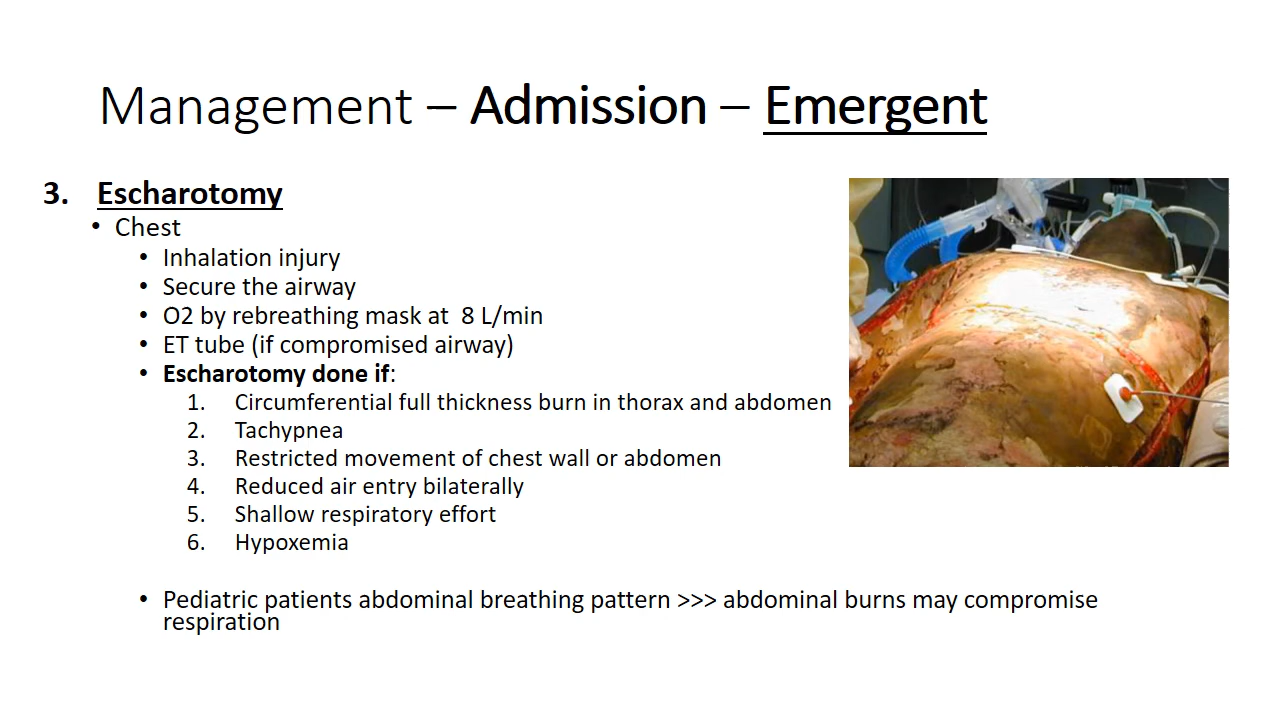 Management – Admission – Emergent
3. Escharotomy
• Chest
• Inhalation injury
• Secure the airway
• O2 by rebreathing mask at  8 L/min
• ET tube (if compromised airway)
• Escharotomy done if:
1. Circumferential full thickness burn in thorax and abdomen
2. Tachypnea
3. Restricted movement of chest wall or abdomen
4. Reduced air entry bilaterally
5. Shallow respiratory effort
6. Hypoxemia
• Pediatric patients abdominal breathing pattern >>> abdominal burns may compromise
respiration